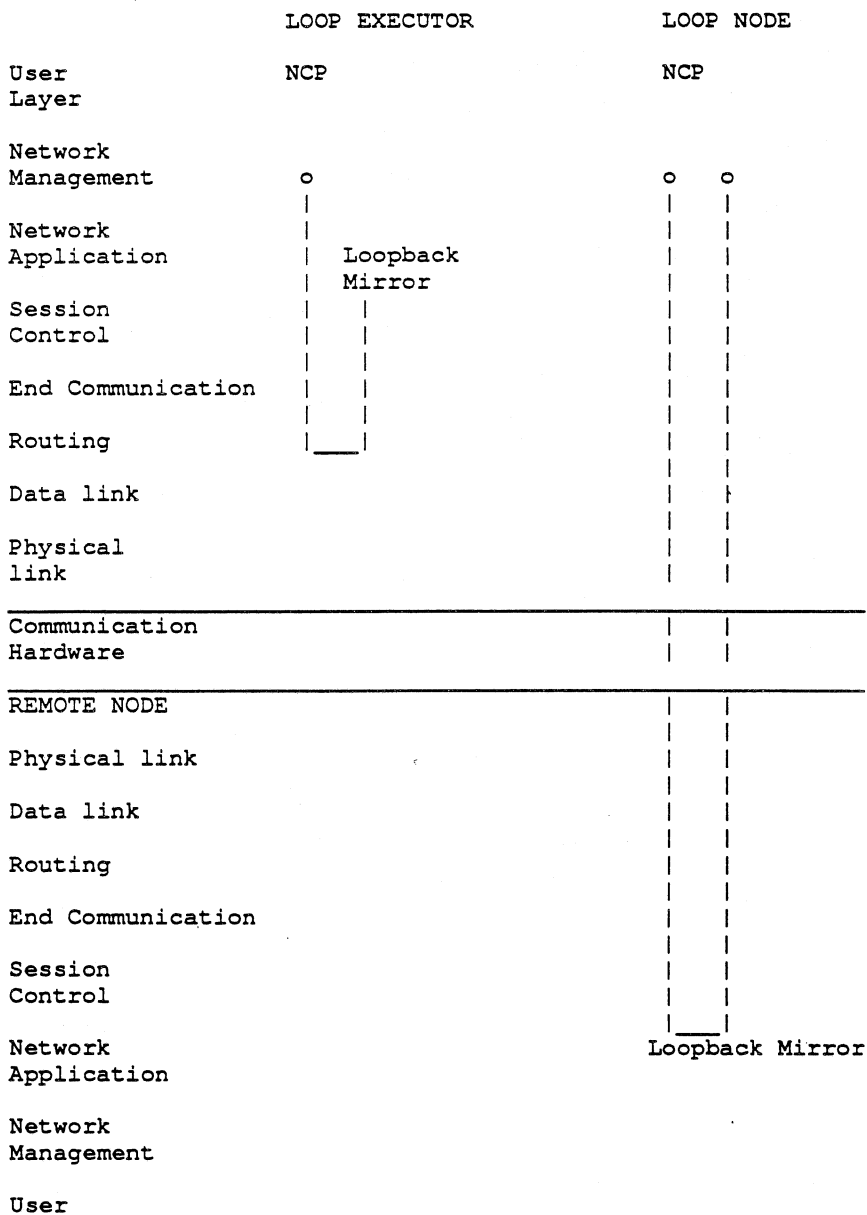 LOOP EXECUTOR LOOP NODE
User NCP NCP
Layer
Network
Management o o
Network
Application Loopback
Mirror
Session
Control
End Communication
Routing
Data link
Physical
link
Communication
Hardware
REMOTE NODE
Physical link
Data link
Routing
End Communication
Session
Control
Network Loopback Mirror
Application
Network
Management
User